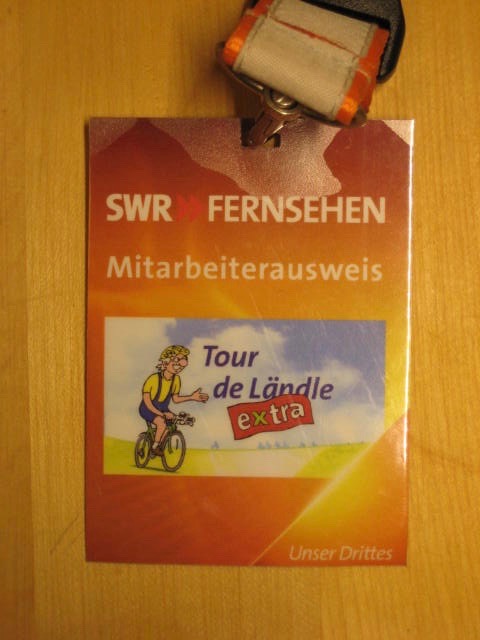 SWR FERNSEHEN
Mitarbeiterausweis
Tour
de Ländle
extra
Unser Drittes